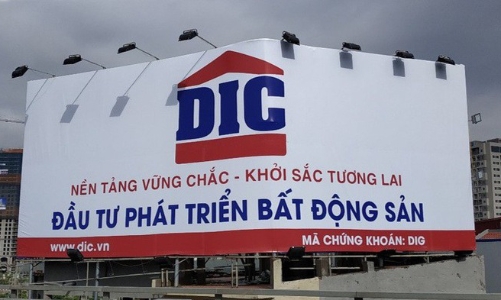 DIC
NỀN TẢNG VỮNG CHẮC - KHỞI SẮC TƯƠNG LAI
ĐẦU TƯ PHÁT TRIỂN BẤT ĐỘNG SẢN
www.dic.vn
MÃ CHỨNG KHOÁN: DIG